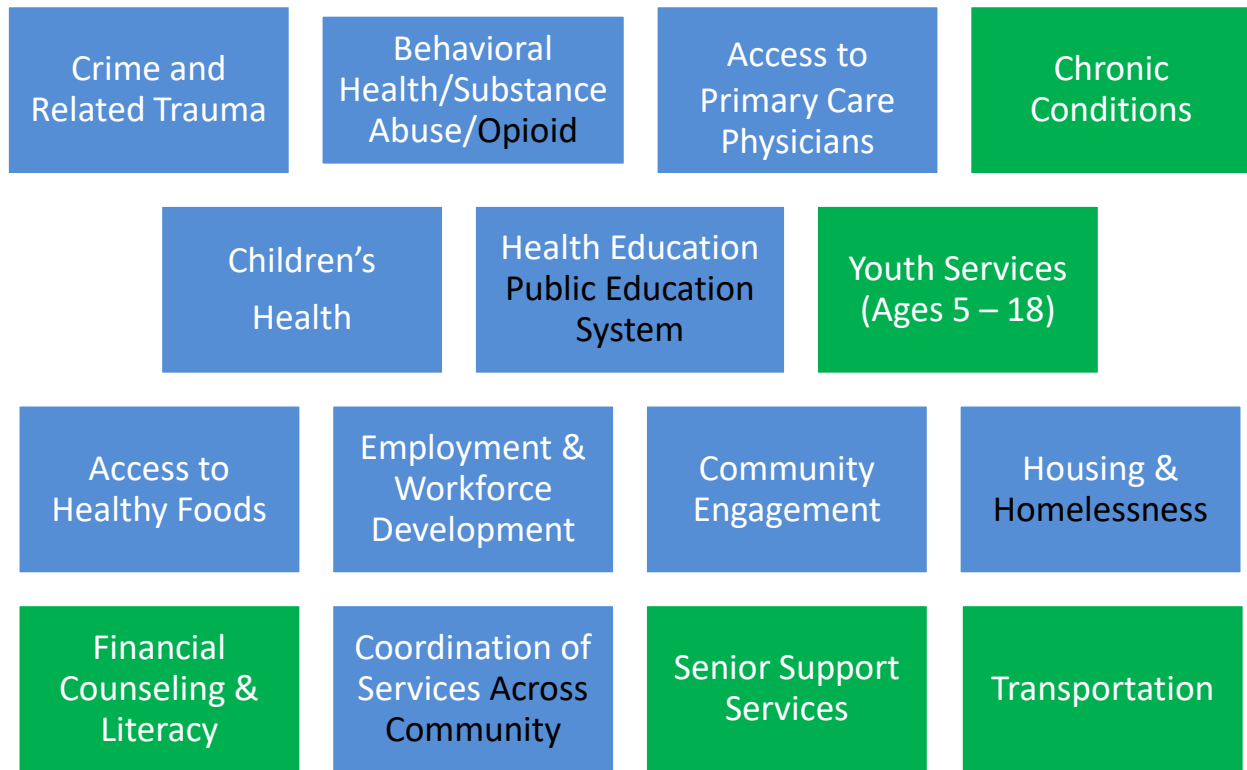 Crime and
Related Trauma
Behavioral
Health/Substance
Abuse/Opioid
Access to
Primary Care
Physicians
Chronic
Conditions
Children’s
Health
Health Education
Public Education
System
Youth Services
(Ages 5 – 18)
Access to
Healthy Foods
Employment &
Workforce
Development
Community
Engagement
Housing &
Homelessness
Financial
Counseling &
Literacy
Coordination of
Services Across
Community
Senior Support
Services
Transportation